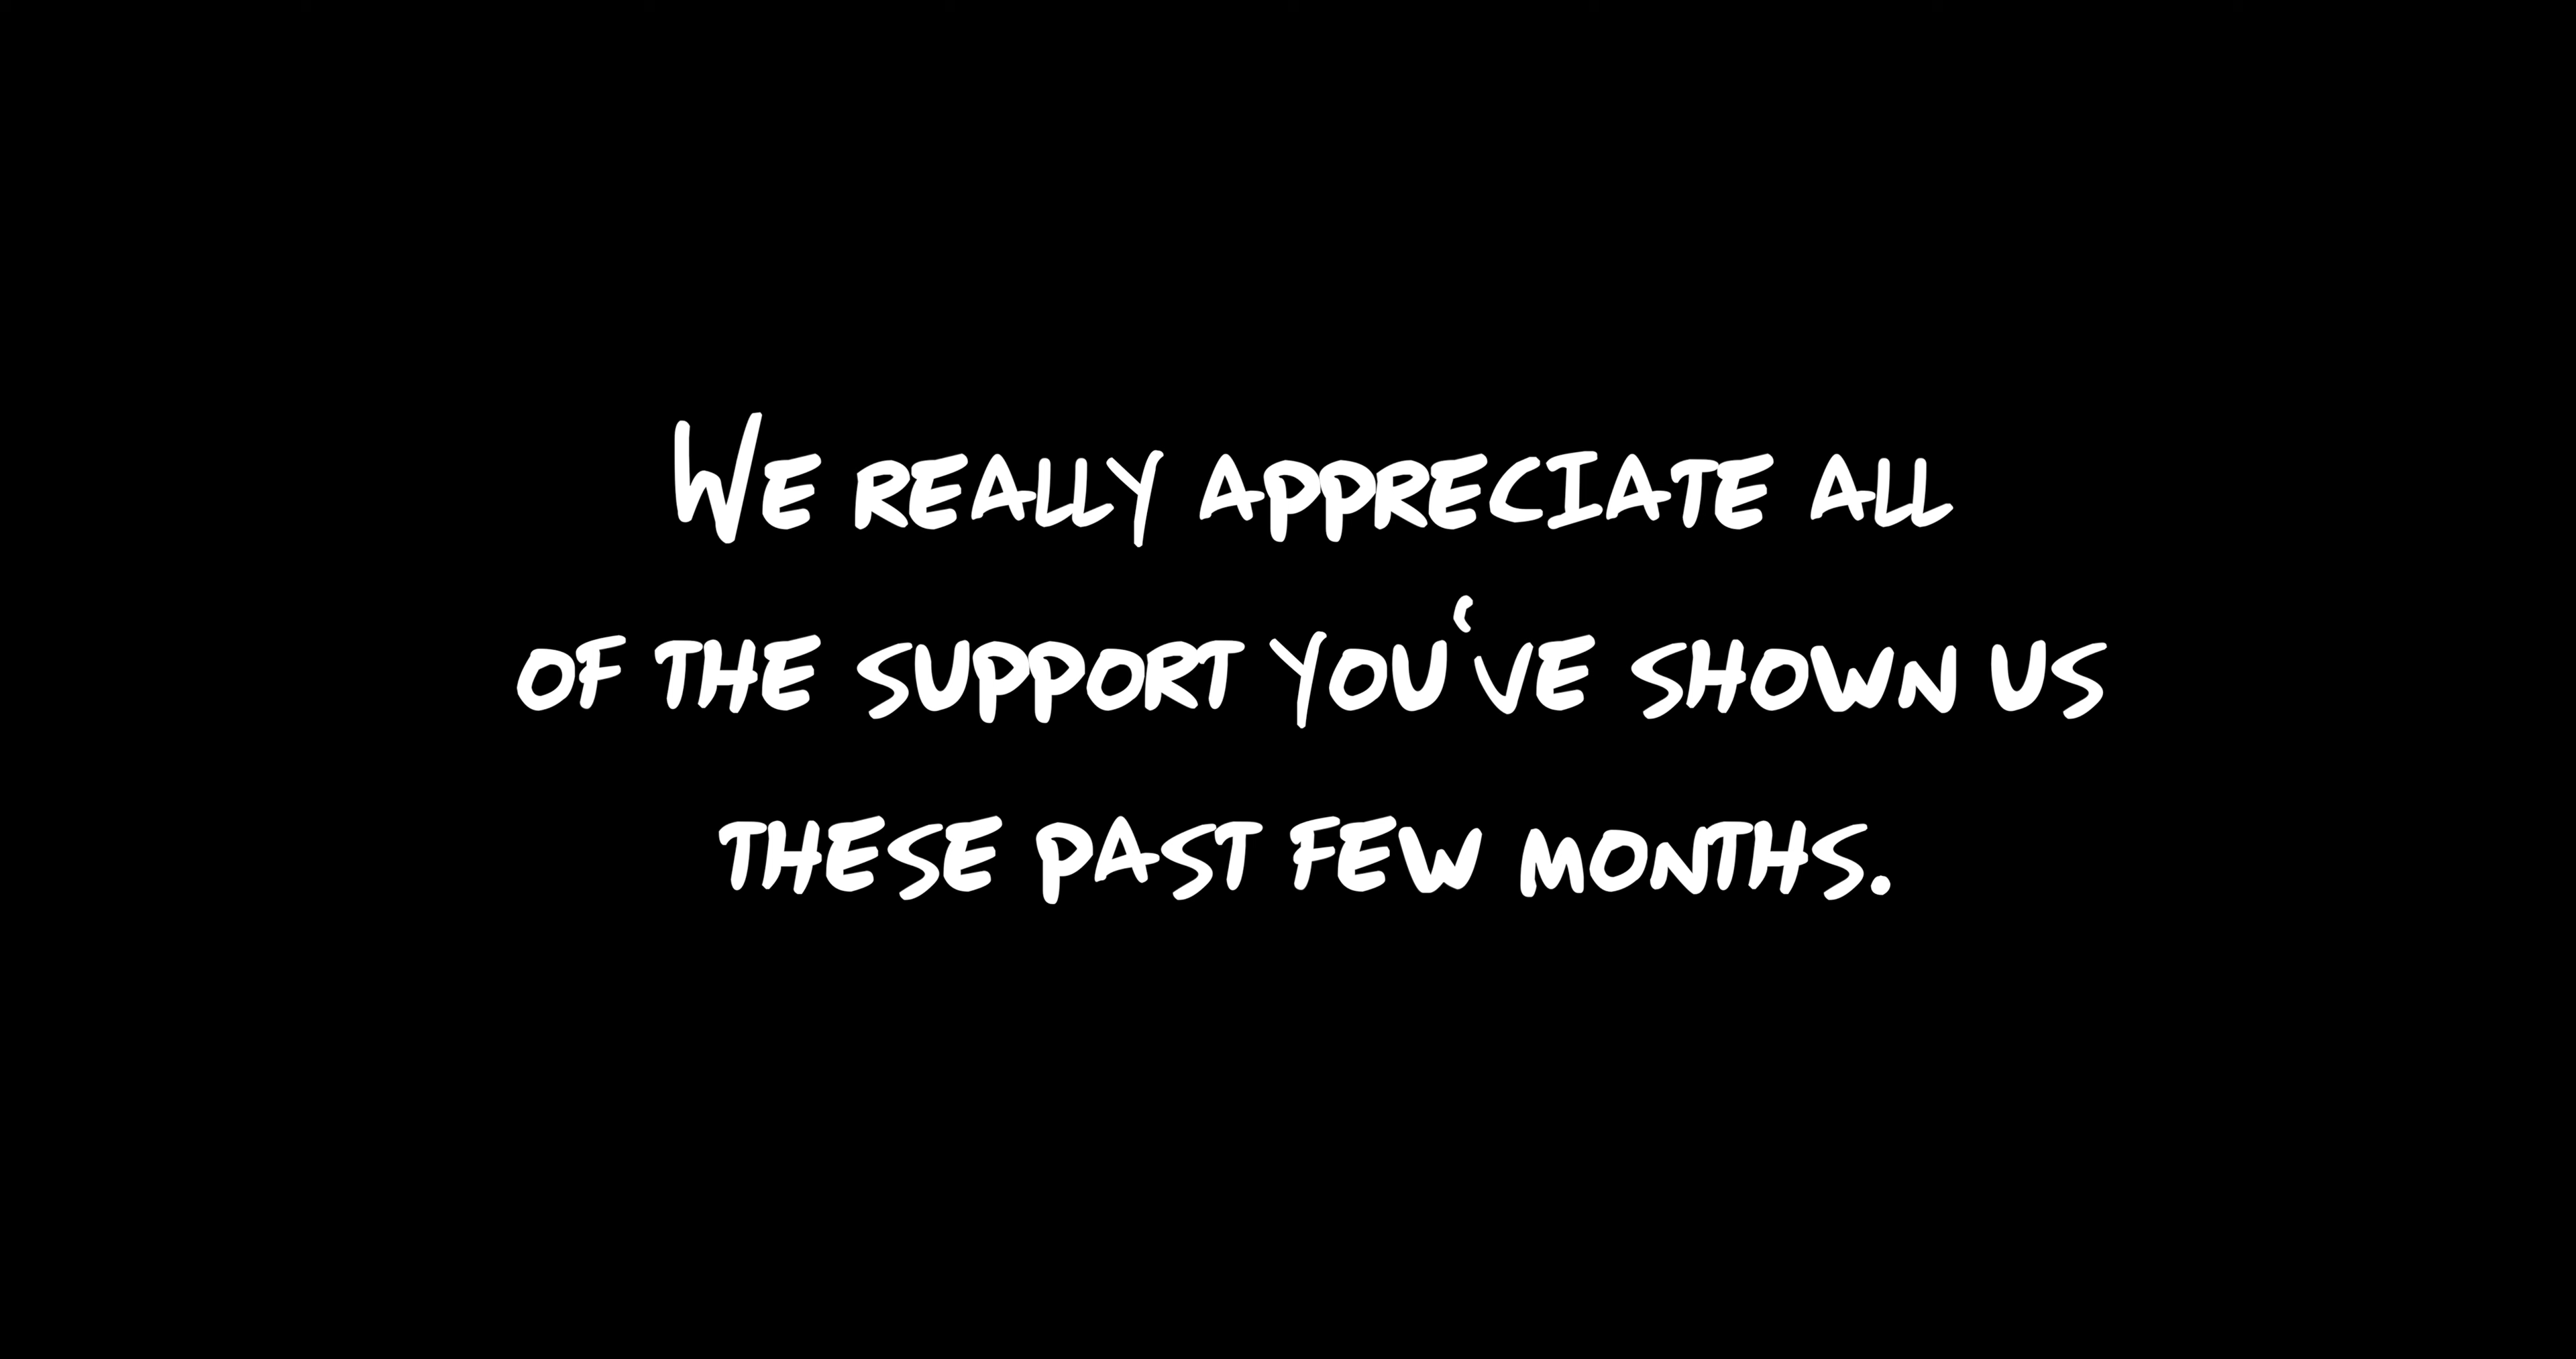 We really appreciate all
of the support you‘ve shown us
these past few months.